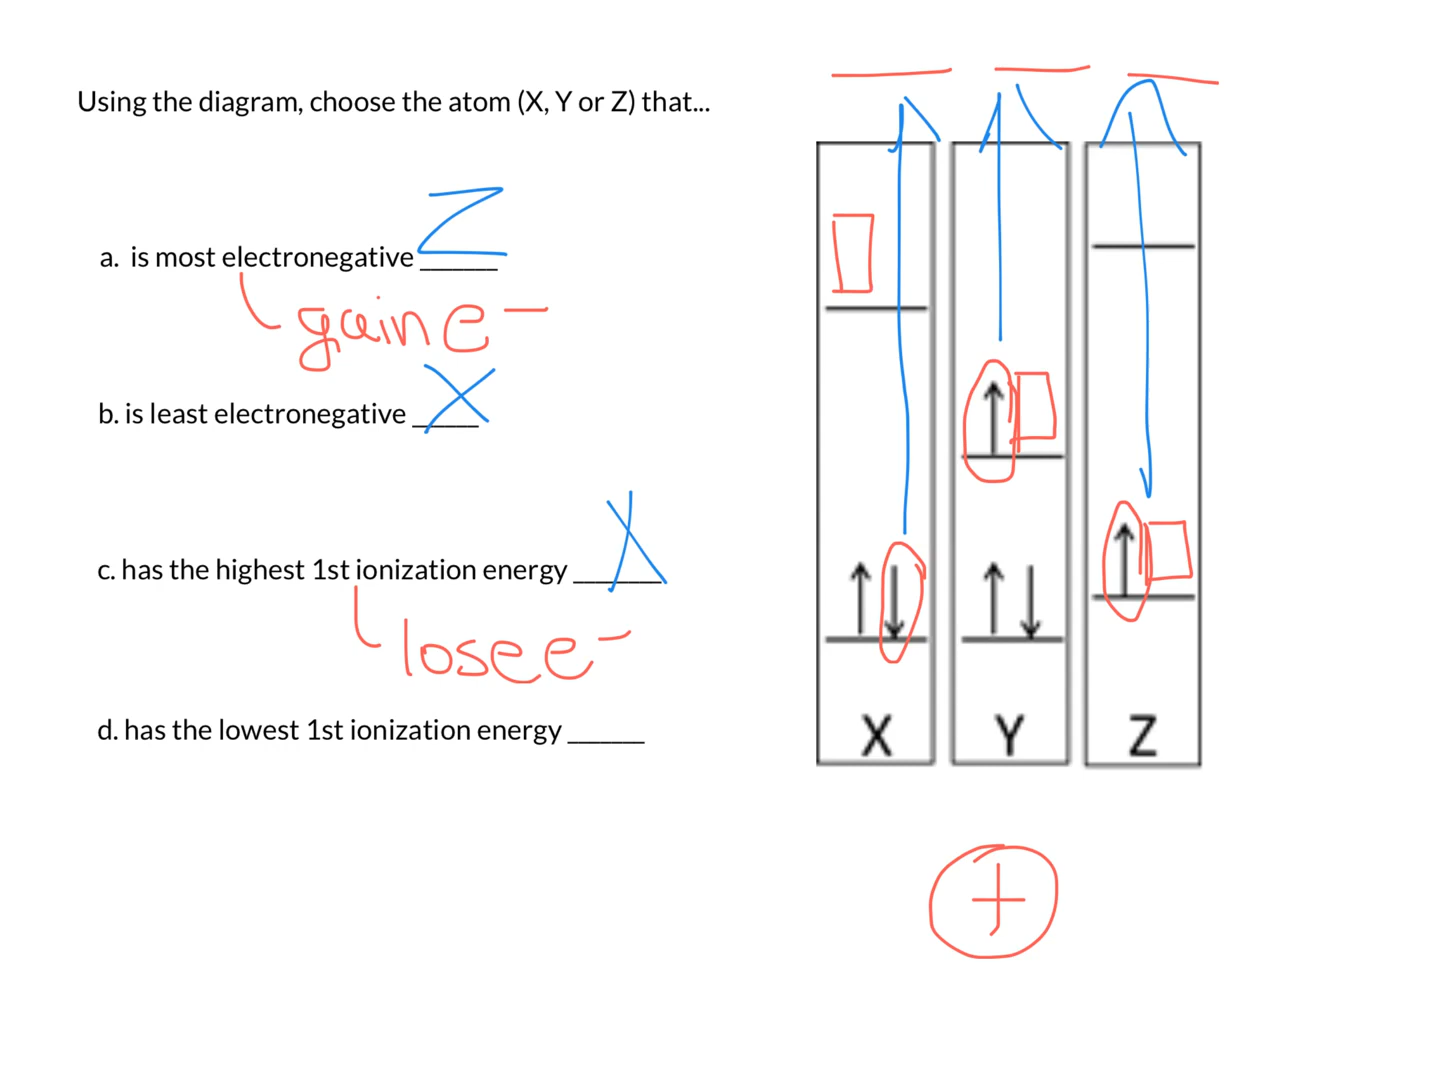 Using the diagram, choose the atom (X, Y or Z) that...
a. is most electronegative Z
gain e-
b. is least electronegative X
c. has the highest 1st ionization energy X
lose e-
d. has the lowest 1st ionization energy
X Y Z
+